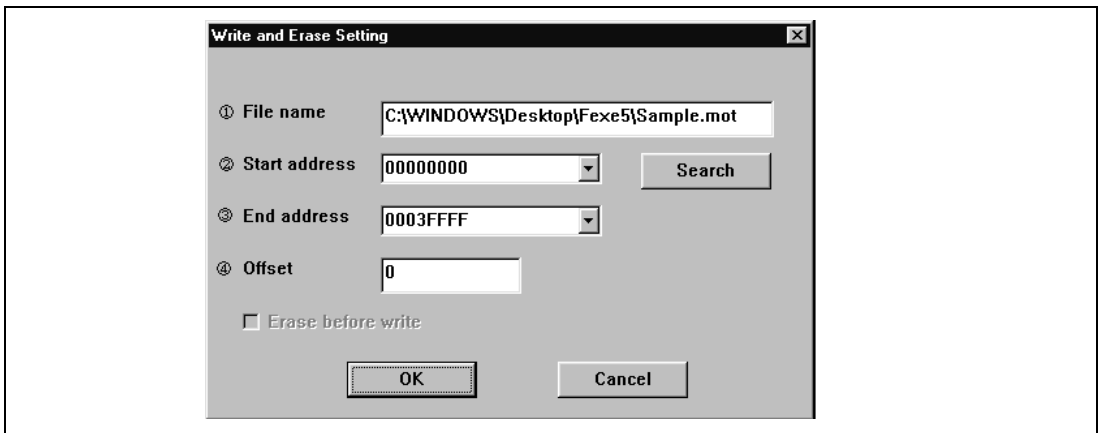 Write and Erase Setting
① File name C:\WINDOWS\Desktop\Fexe5\Sample.mot
② Start address 00000000 Search
③ End address 0003FFFF
④ Offset 0
Erase before write
OK Cancel